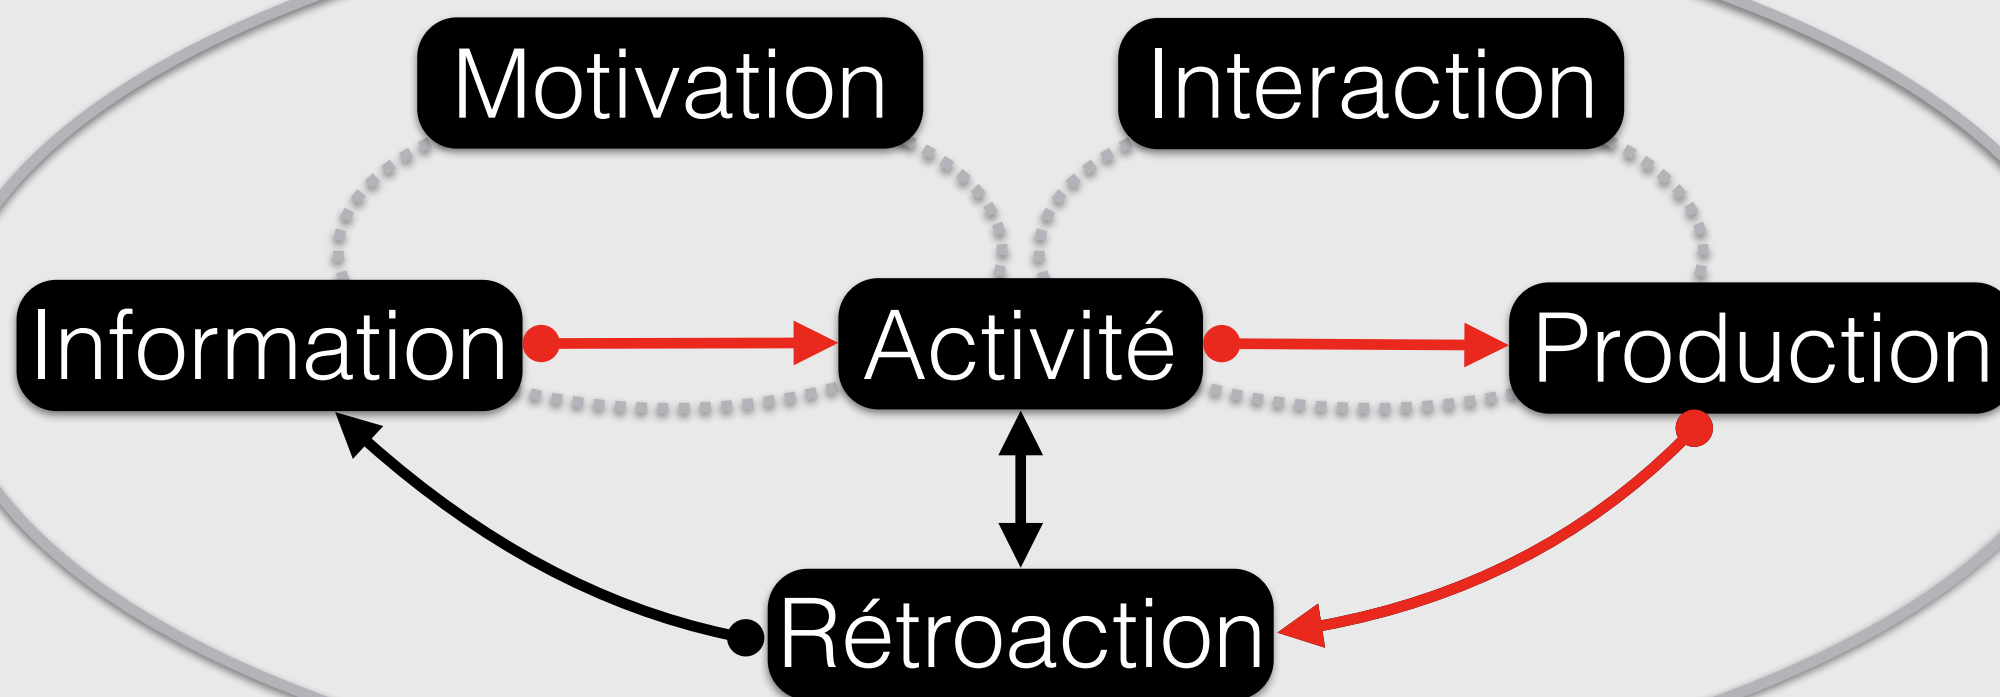 Motivation
Interaction
Information
Activité
Production
Rétroaction